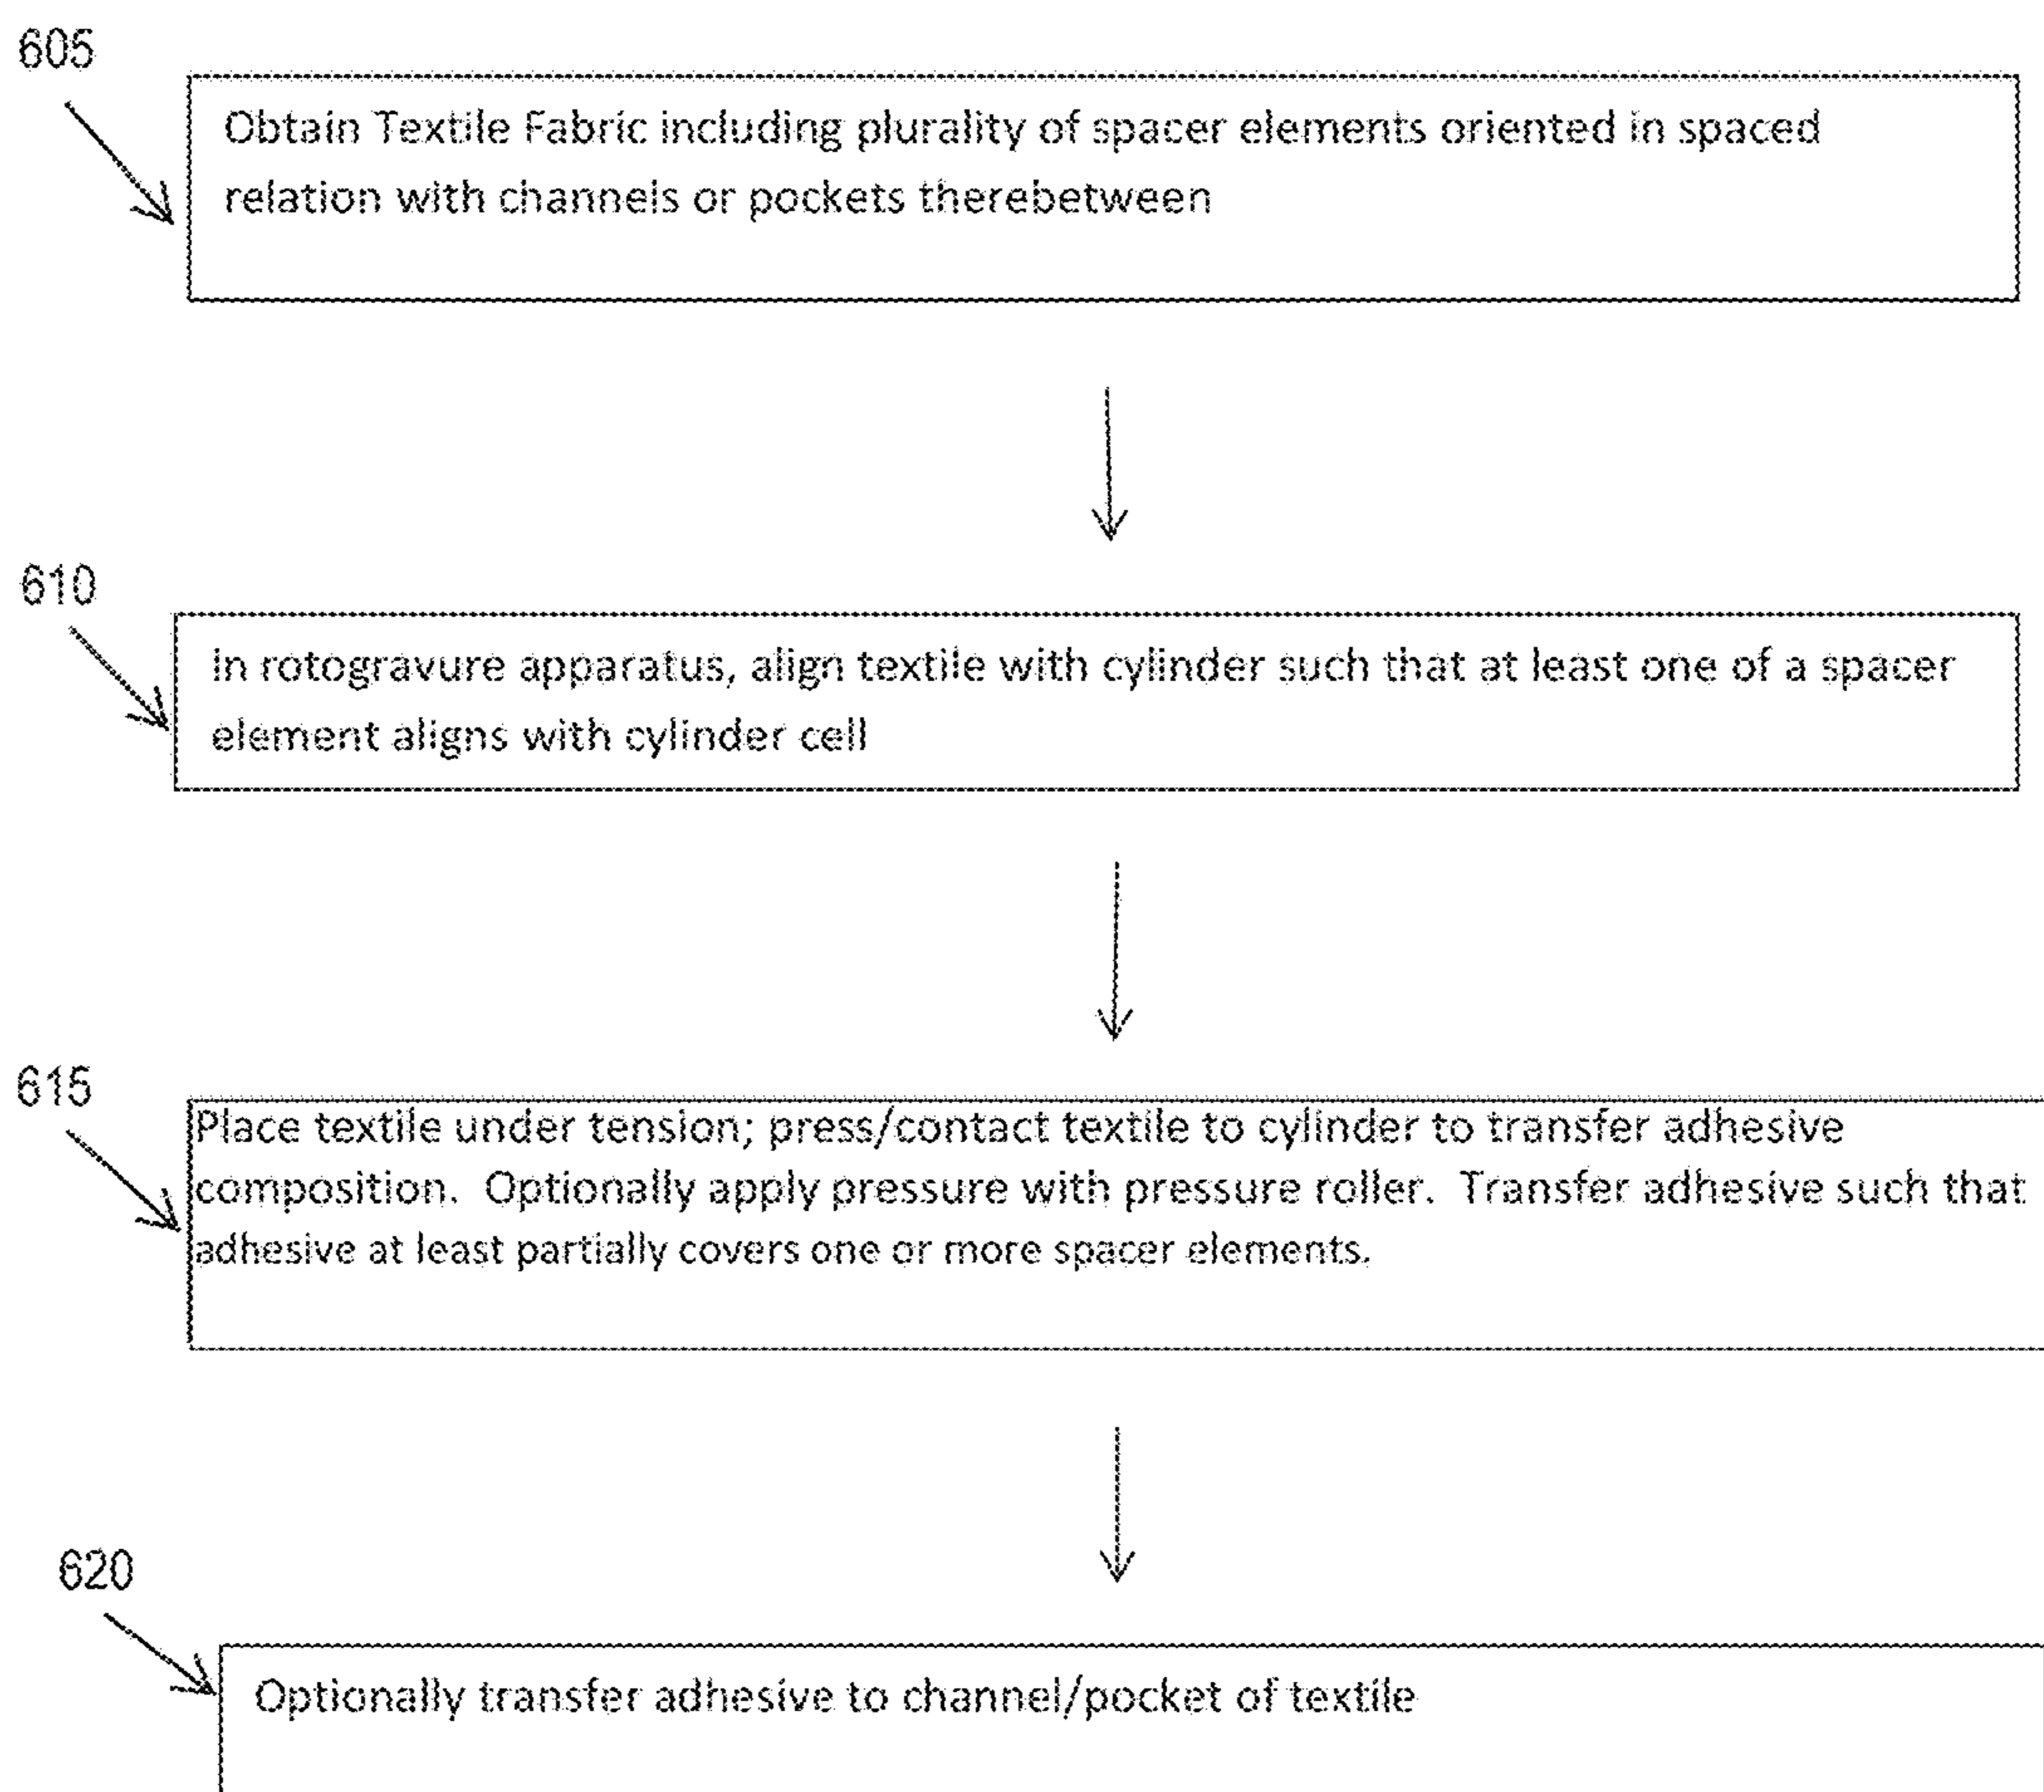 605
Obtain Textile Fabric including plurality of spacer elements oriented in spaced
relation with channels or pockets therebetween
610
In rotogravure apparatus, align textile with cylinder such that at least one of a spacer
element aligns with cylinder cell
615
Place textile under tension; press/contact textile to cylinder to transfer adhesive
composition.  Optionally apply pressure with pressure roller.  Transfer adhesive such that
adhesive at least partially covers one or more spacer elements.
620
Optionally transfer adhesive to channel/pocket of textile